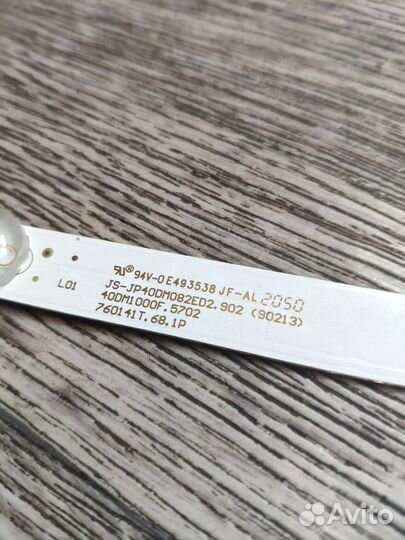 94V-0 E493538 JF-AL 2050
L01
JS-JP40DM082ED2.902 (90213)
40DM1000F.5702
760141T.68.1P
Avito